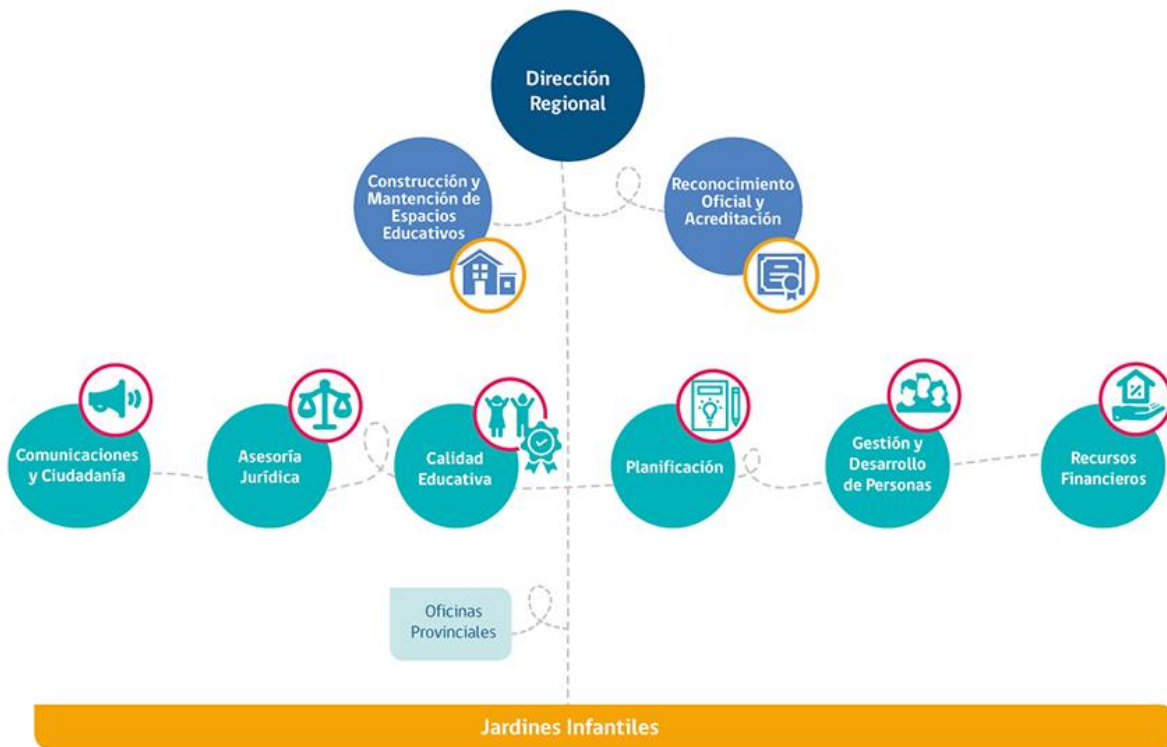 Dirección
Regional
Construcción y
Mantención de
Espacios
Educativos
Reconocimiento
Oficial y
Acreditación
Comunicaciones
y Ciudadanía
Asesoría
Jurídica
Calidad
Educativa
Planificación
Gestión y
Desarrollo
de Personas
Recursos
Financieros
Oficinas
Provinciales
Jardines Infantiles